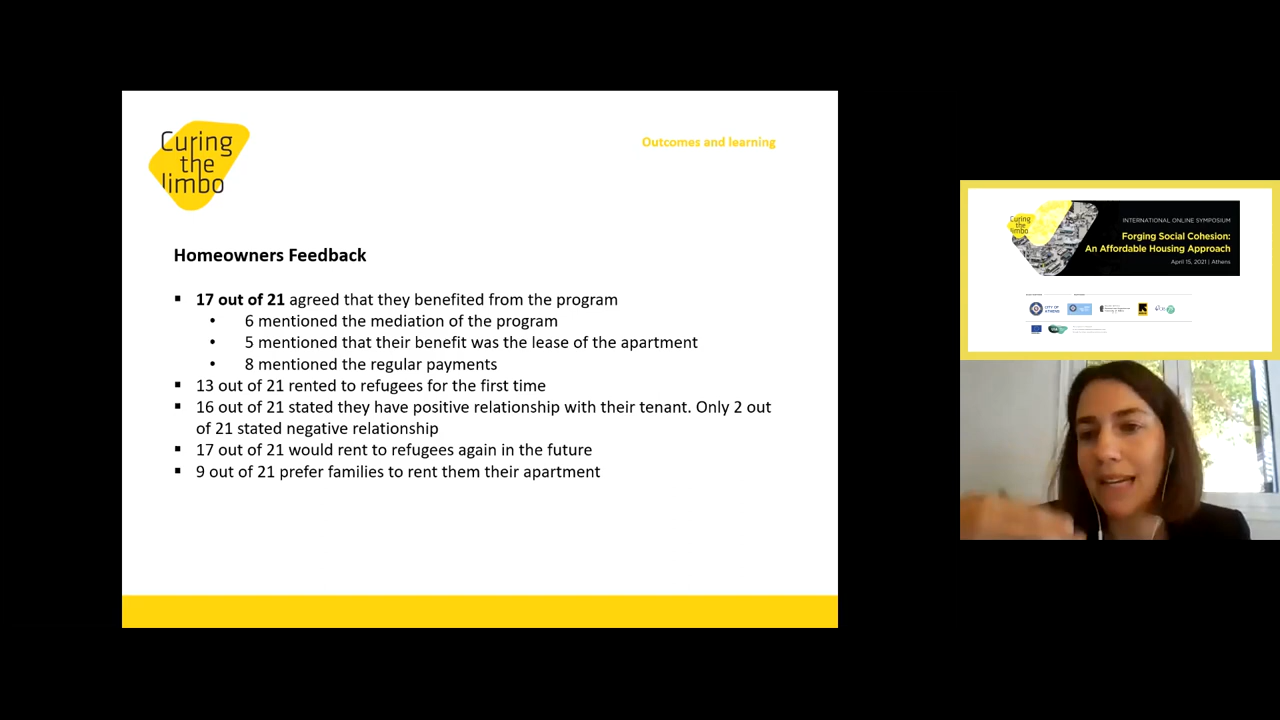 Curing
the
limbo
Outcomes and learning
Homeowners Feedback
▪ 17 out of 21 agreed that they benefited from the program
• 6 mentioned the mediation of the program
• 5 mentioned that their benefit was the lease of the apartment
• 8 mentioned the regular payments
▪ 13 out of 21 rented to refugees for the first time
▪ 16 out of 21 stated they have positive relationship with their tenant. Only 2 out
of 21 stated negative relationship
▪ 17 out of 21 would rent to refugees again in the future
▪ 9 out of 21 prefer families to rent them their apartment
Curing
the
limbo
INTERNATIONAL ONLINE SYMPOSIUM
Forging Social Cohesion:
An Affordable Housing Approach
April 15, 2021 | Athens
CITY OF
ATHENS